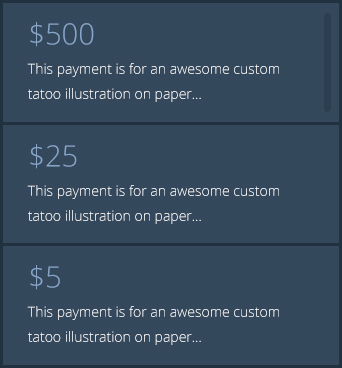 $500
This payment is for an awesome custom
tatoo illustration on paper...
$25
This payment is for an awesome custom
tatoo illustration on paper...
$5
This payment is for an awesome custom
tatoo illustration on paper...